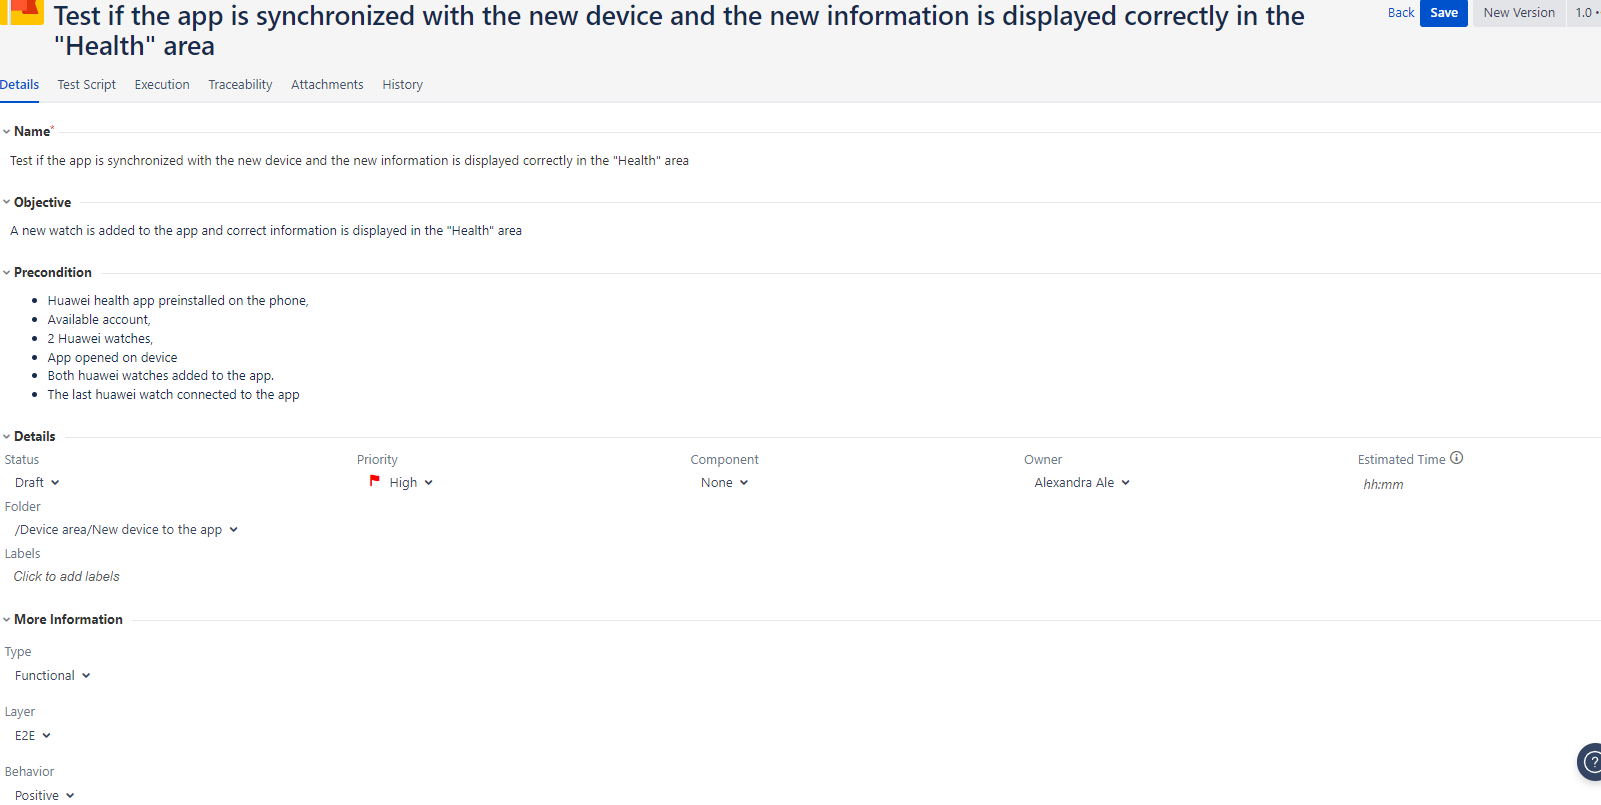 Test if the app is synchronized with the new device and the new information is displayed correctly in the
"Health" area
Back Save New Version 1.0
Details Test Script Execution Traceability Attachments History
Name*
Test if the app is synchronized with the new device and the new information is displayed correctly in the "Health" area
Objective
A new watch is added to the app and correct information is displayed in the "Health" area
Precondition
• Huawei health app preinstalled on the phone,
• Available account,
• 2 Huawei watches,
• App opened on device
• Both huawei watches added to the app.
• The last huawei watch connected to the app
Details
Status Priority Component Owner Estimated Time
Draft High None Alexandra Ale hh:mm
Folder
/Device area/New device to the app
Labels
Click to add labels
More Information
Type
Functional
Layer
E2E
Behavior
Positive
?